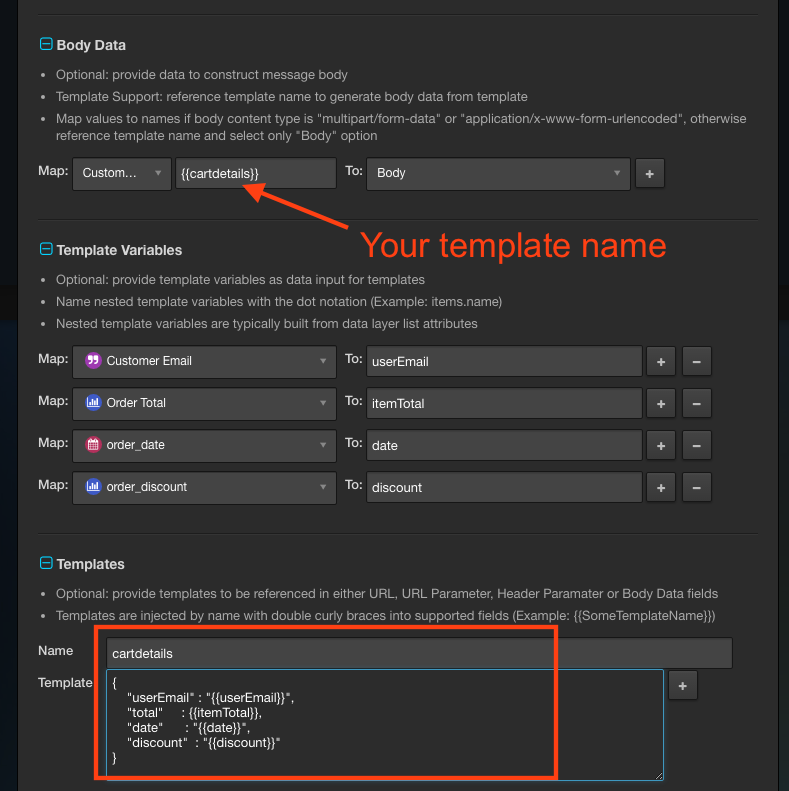 Body Data
Optional: provide data to construct message body
Template Support: reference template name to generate body data from template
Map values to names if body content type is "multipart/form-data" or "application/x-www-form-urlencoded", otherwise
reference template name and select only "Body" option
Map: Custom... {{cartdetails}} To: Body +
Your template name
Template Variables
Optional: provide template variables as data input for templates
Name nested template variables with the dot notation (Example: items.name)
Nested template variables are typically built from data layer list attributes
Map: Customer Email To: userEmail + −
Map: Order Total To: itemTotal + −
Map: order_date To: date + −
Map: order_discount To: discount + −
Templates
Optional: provide templates to be referenced in either URL, URL Parameter, Header Paramater or Body Data fields
Templates are injected by name with double curly braces into supported fields (Example: {{SomeTemplateName}})
Name cartdetails
Template {
"userEmail" : "{{userEmail}}",
"total" : {{itemTotal}},
"date" : "{{date}}",
"discount" : "{{discount}}"
}
+